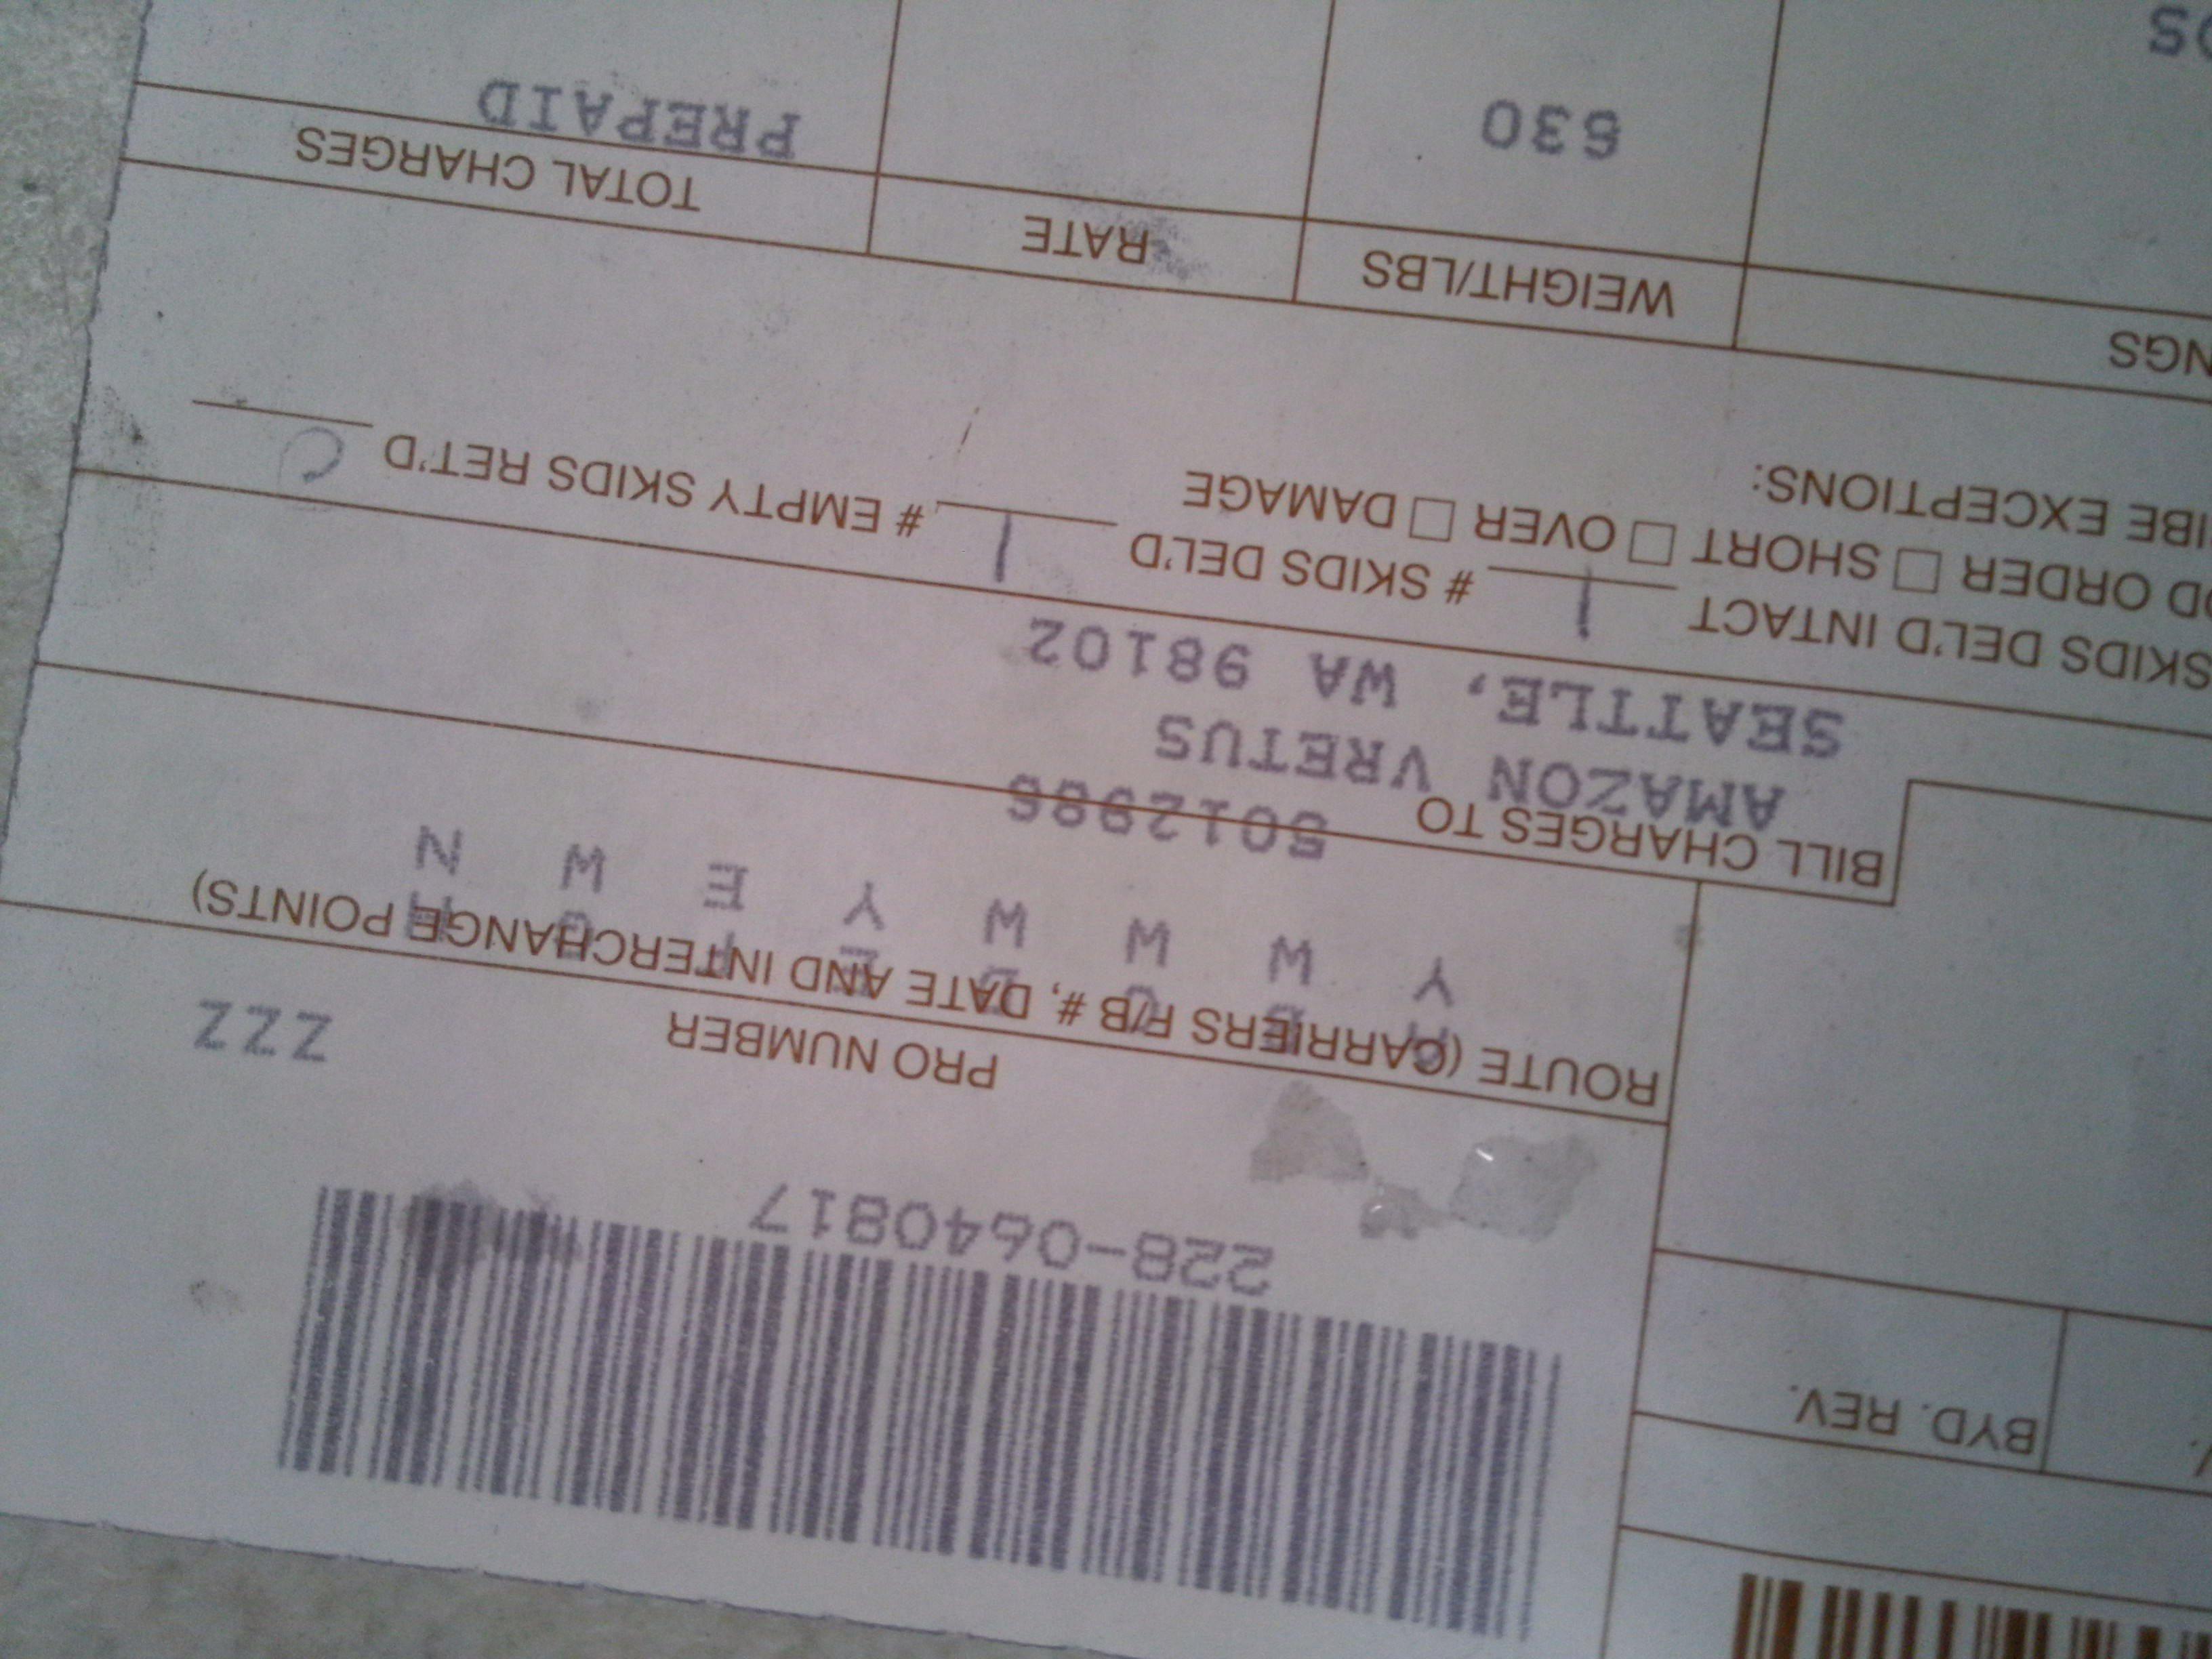 BYD. REV.
228-0640817
PRO NUMBER ZZZ
ROUTE (CARRIERS F/B #, DATE AND INTERCHANGE POINTS)
Y W W W Y E W N
BILL CHARGES TO 5012986
AMAZON VRETUS
SEATTLE, WA 98102
SKIDS DEL'D INTACT 1 # SKIDS DEL'D 1 # EMPTY SKIDS RET'D 0
ORDER SHORT OVER DAMAGE
EXCEPTIONS:
WEIGHT/LBS RATE TOTAL CHARGES
630 PREPAID